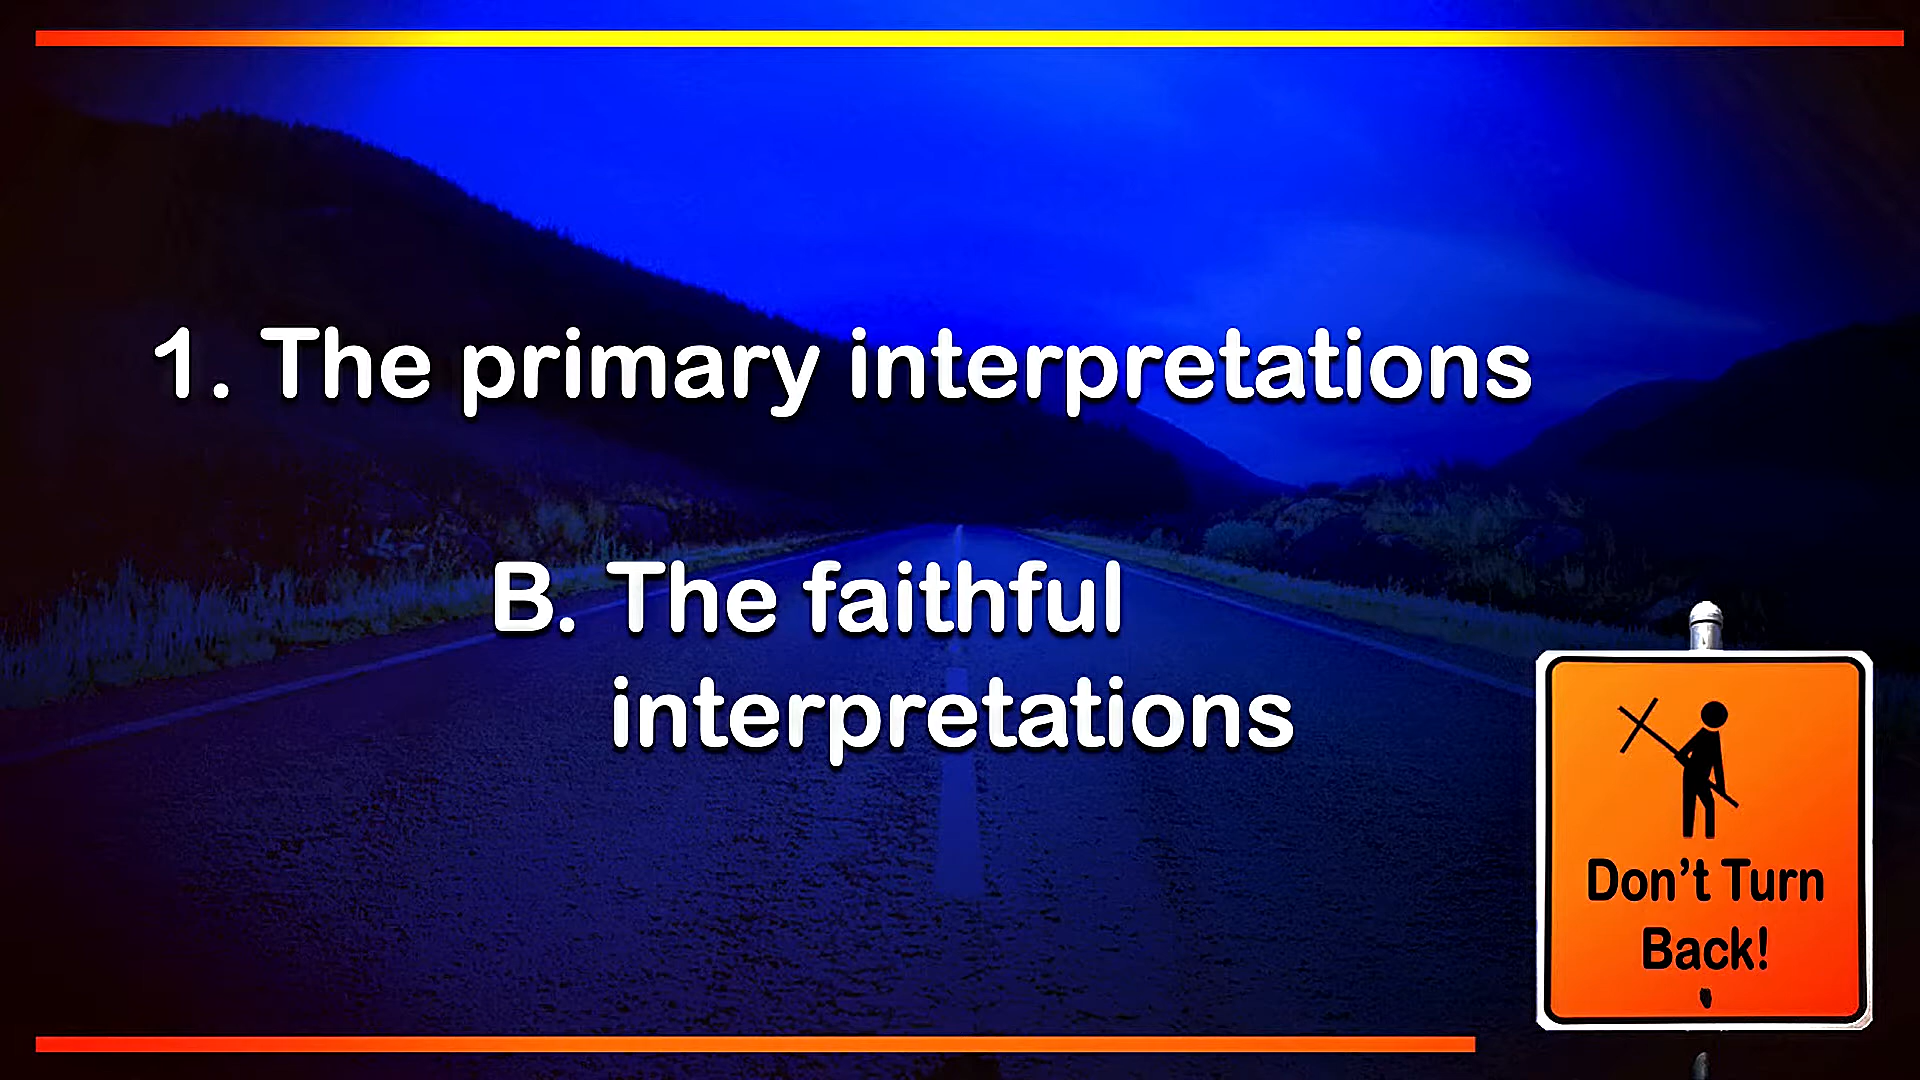 1. The primary interpretations
B. The faithful
interpretations
Don't Turn
Back!